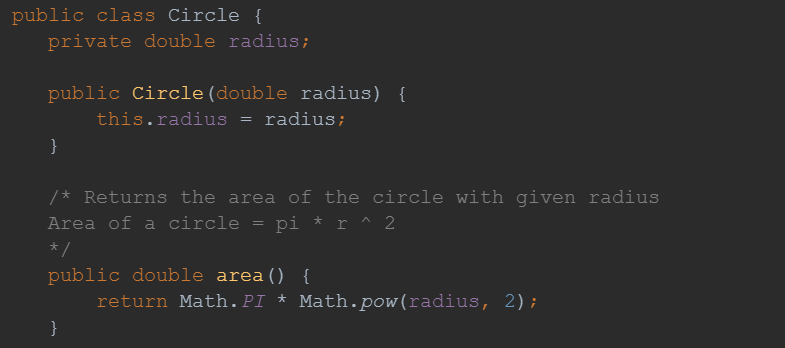 public class Circle {
private double radius;
public Circle(double radius) {
this.radius = radius;
}
/* Returns the area of the circle with given radius
Area of a circle = pi * r ^ 2
*/
public double area() {
return Math.PI * Math.pow(radius, 2);
}